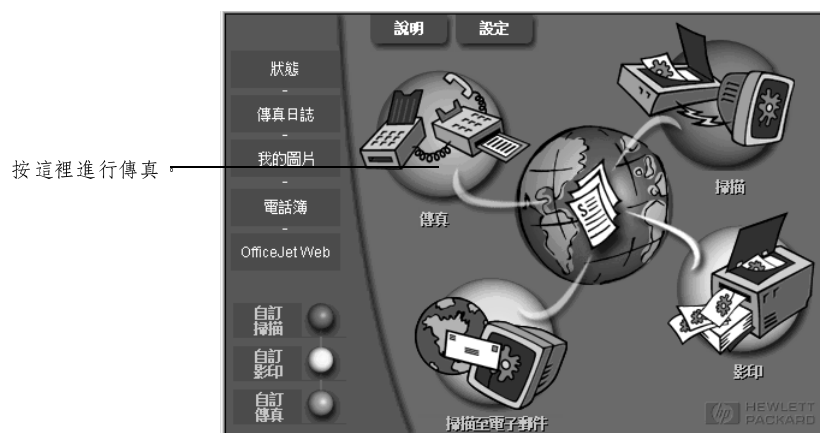 說明
設定
狀態
傳真日誌
我的圖片
電話簿
OfficeJet Web
自訂
掃描
自訂
影印
自訂
傳真
按這裡進行傳真。
傳真
掃描
影印
掃描至電子郵件
hp HEWLETT
PACKARD